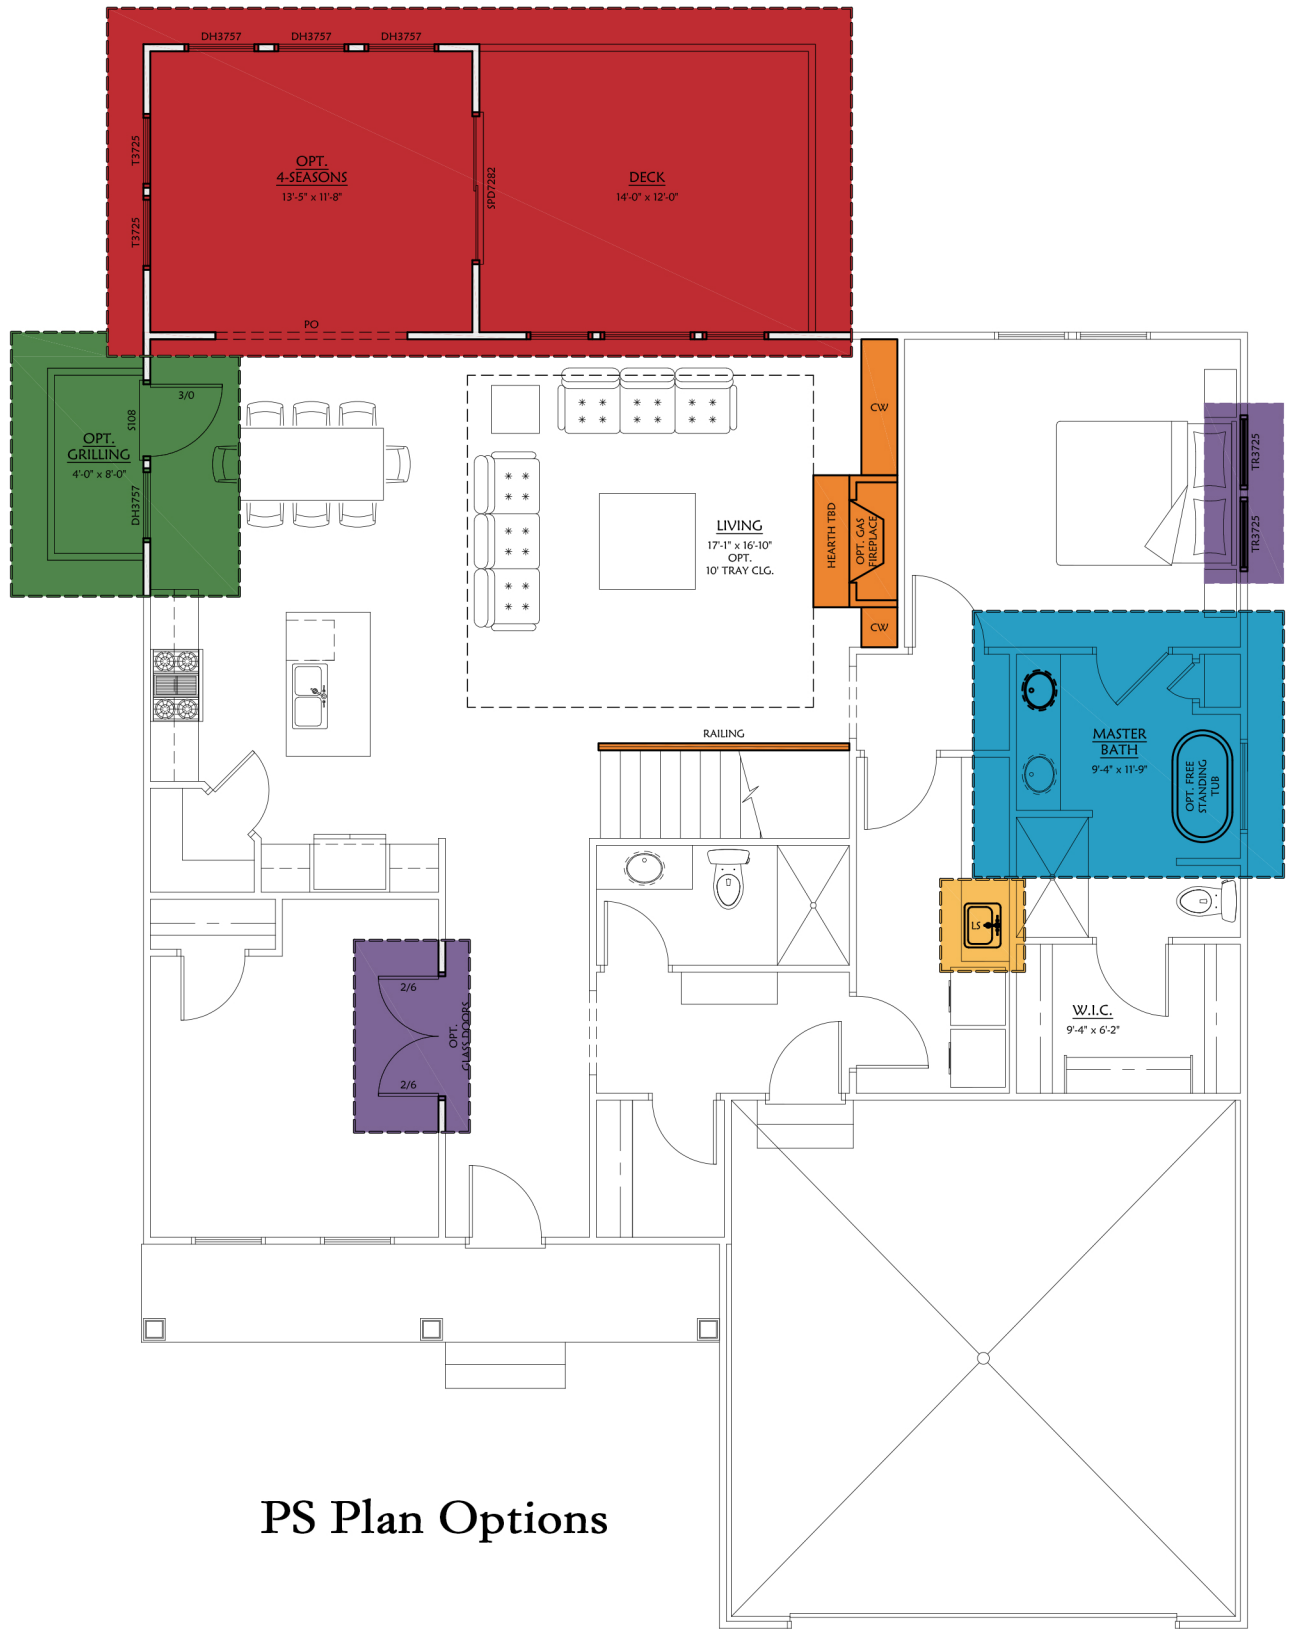 DH3757
DH3757
DH3757
T3725
T3725
OPT.
4-SEASONS
13'-5" x 11'-8"
SPD7282
DECK
14'-0" x 12'-0"
PO
3/0
S108
OPT.
GRILLING
4'-0" x 8'-0"
DH3757
LIVING
17'-1" x 16'-10"
OPT.
10' TRAY CLG.
CW
HEARTH TBD
OPT. GAS
FIREPLACE
CW
TR3725
TR3725
RAILING
MASTER
BATH
9'-4" x 11'-9"
OPT. FREE
STANDING
TUB
LS
2/6
OPT.
GLASS DOORS
2/6
W.I.C.
9'-4" x 6'-2"
PS Plan Options